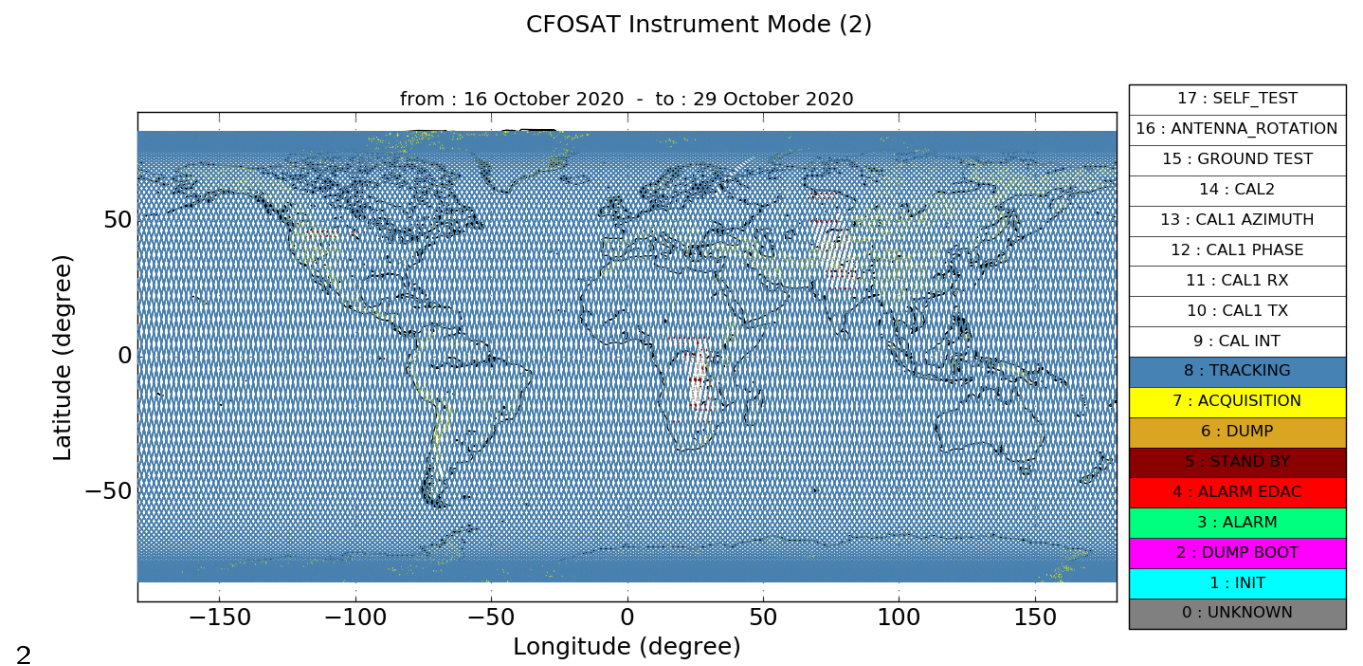 CFOSAT Instrument Mode (2)
from : 16 October 2020 - to : 29 October 2020
17 : SELF_TEST
16 : ANTENNA_ROTATION
15 : GROUND TEST
14 : CAL2
13 : CAL1 AZIMUTH
12 : CAL1 PHASE
11 : CAL1 RX
10 : CAL1 TX
9 : CAL INT
8 : TRACKING
7 : ACQUISITION
6 : DUMP
5 : STAND BY
4 : ALARM EDAC
3 : ALARM
2 : DUMP BOOT
1 : INIT
0 : UNKNOWN
Latitude (degree)
50
0
−50
−150
−100
−50
0
50
100
150
Longitude (degree)
2